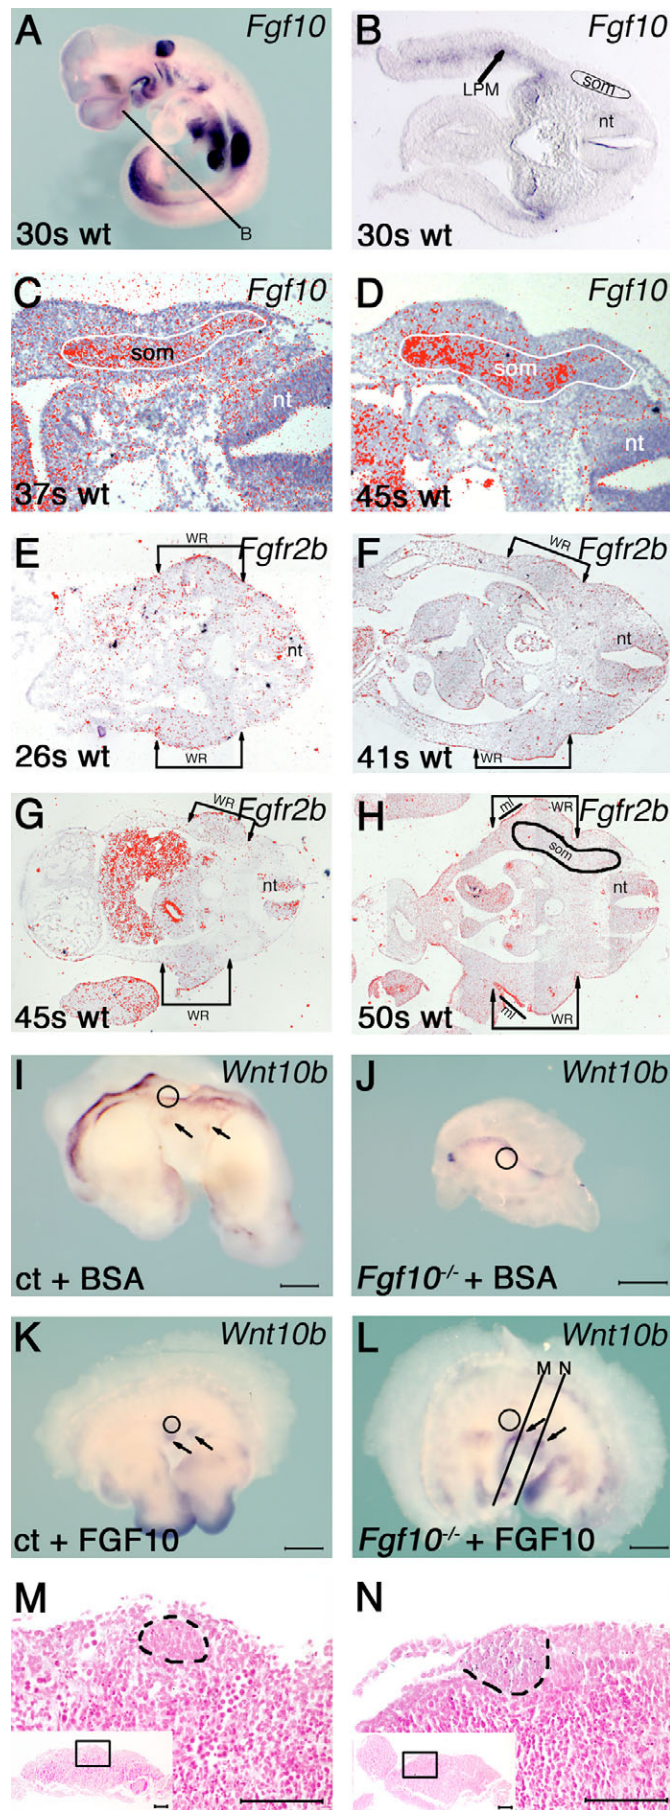 A Fgf10
B
30s wt
B Fgf10
LPM
som
nt
30s wt
C Fgf10
som
nt
37s wt
D Fgf10
som
nt
45s wt
E WR Fgfr2b
nt
26s wt
WR
F WR Fgfr2b
nt
41s wt
WR
G WR Fgfr2b
nt
45s wt
WR
H ml WR Fgfr2b
som
nt
50s wt
ml
WR
I Wnt10b
ct + BSA
J Wnt10b
Fgf10-/- + BSA
K Wnt10b
ct + FGF10
L Wnt10b
M N
Fgf10-/- + FGF10
M
N